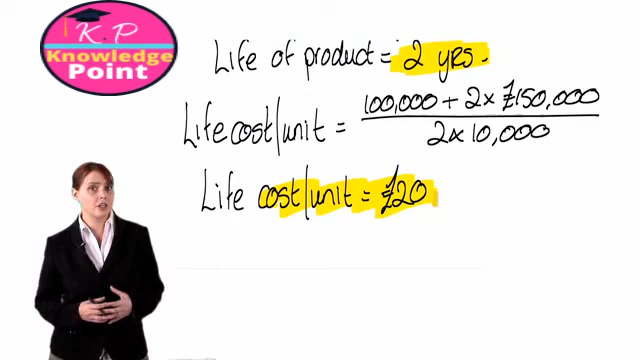 K.P
Knowledge
Point
Life of product = 2 yrs.
Life cost/unit = 100,000 + 2 x £150,000
2 x 10,000
Life cost/unit = £20